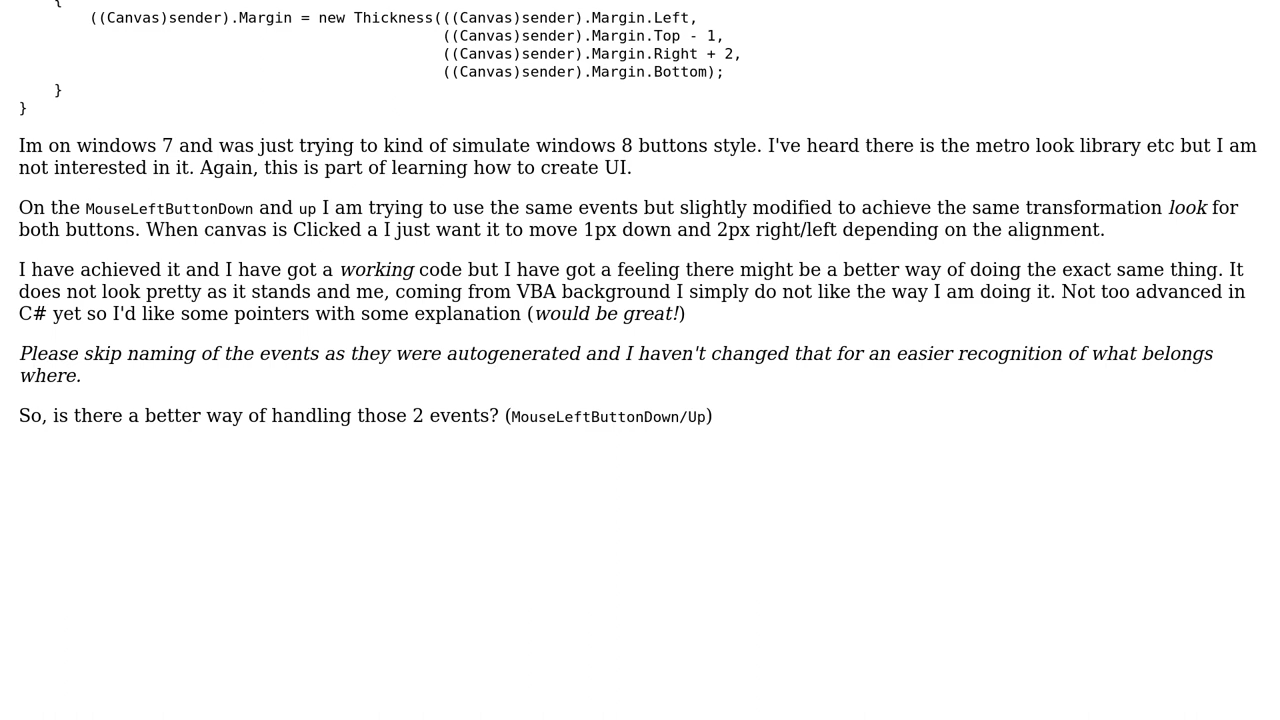 {
((Canvas)sender).Margin = new Thickness(((Canvas)sender).Margin.Left,
((Canvas)sender).Margin.Top - 1,
((Canvas)sender).Margin.Right + 2,
((Canvas)sender).Margin.Bottom);
}
}
Im on windows 7 and was just trying to kind of simulate windows 8 buttons style. I've heard there is the metro look library etc but I am
not interested in it. Again, this is part of learning how to create UI.
On the MouseLeftButtonDown and up I am trying to use the same events but slightly modified to achieve the same transformation look for
both buttons. When canvas is Clicked a I just want it to move 1px down and 2px right/left depending on the alignment.
I have achieved it and I have got a working code but I have got a feeling there might be a better way of doing the exact same thing. It
does not look pretty as it stands and me, coming from VBA background I simply do not like the way I am doing it. Not too advanced in
C# yet so I'd like some pointers with some explanation (would be great!)
Please skip naming of the events as they were autogenerated and I haven't changed that for an easier recognition of what belongs
where.
So, is there a better way of handling those 2 events? (MouseLeftButtonDown/Up)